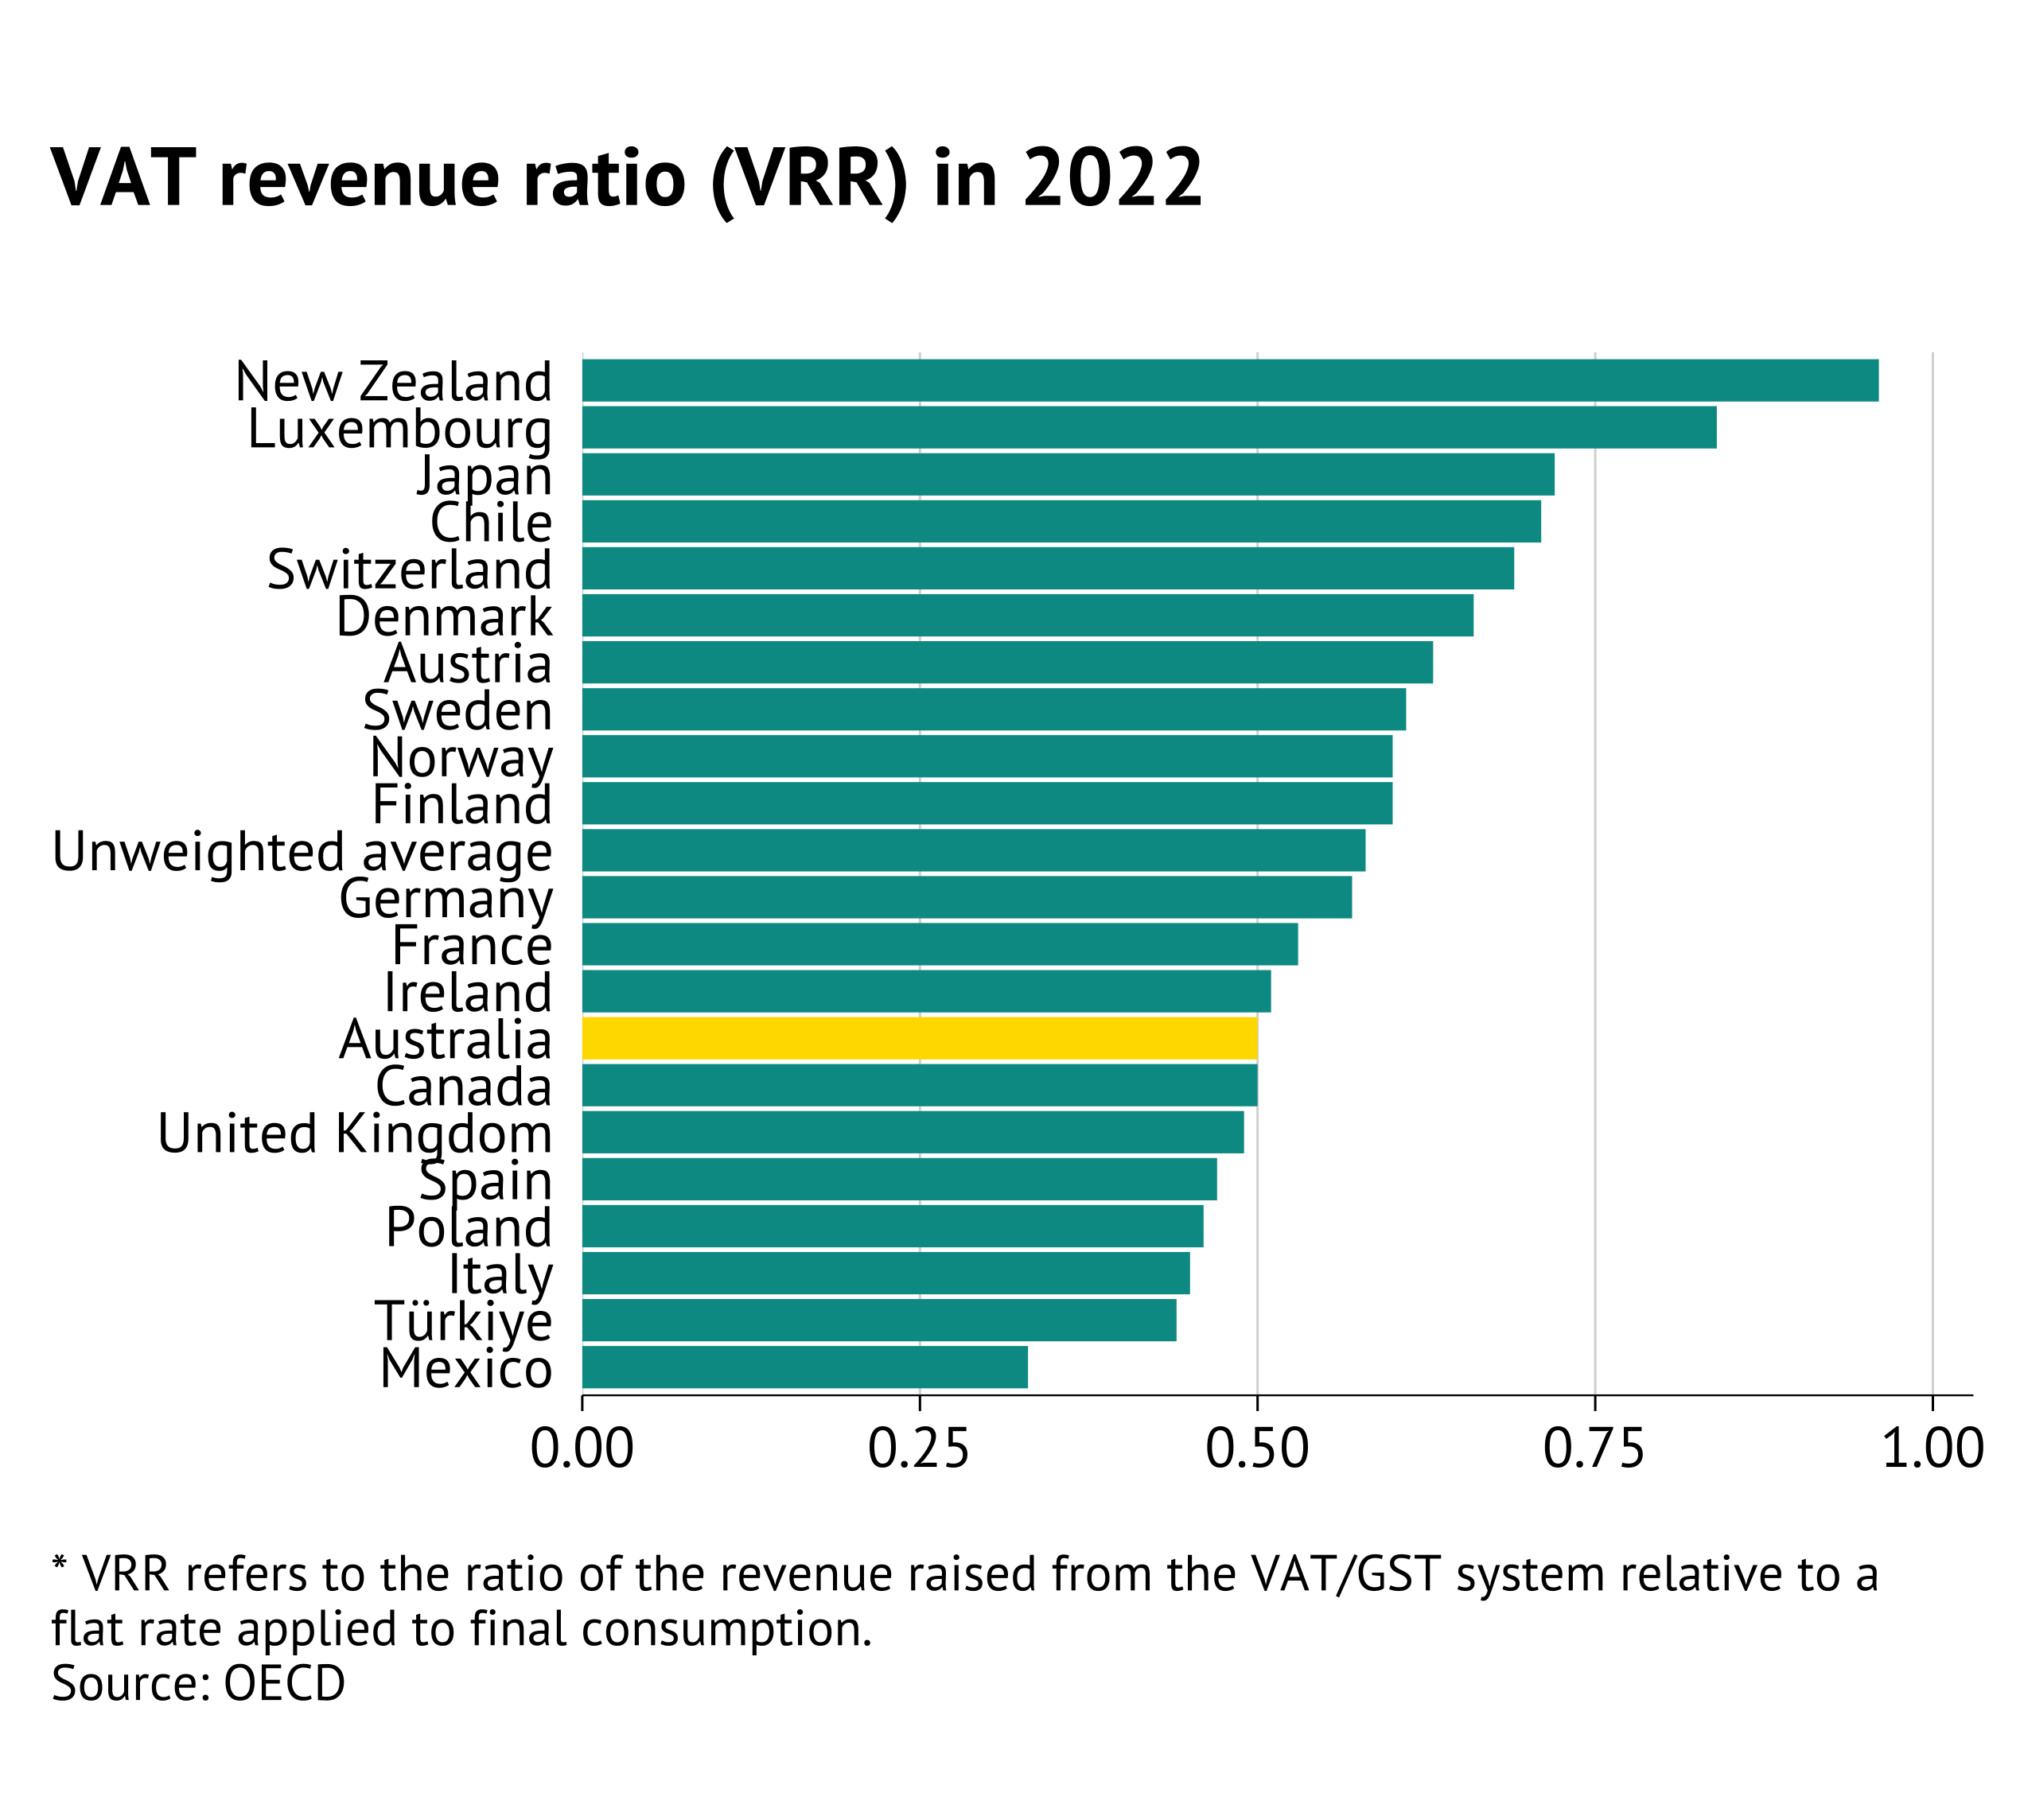 VAT revenue ratio (VRR) in 2022
New Zealand
Luxembourg
Japan
Chile
Switzerland
Denmark
Austria
Sweden
Norway
Finland
Unweighted average
Germany
France
Ireland
Australia
Canada
United Kingdom
Spain
Poland
Italy
Türkiye
Mexico
0.00 0.25 0.50 0.75 1.00
* VRR refers to the ratio of the revenue raised from the VAT/GST system relative to a
flat rate applied to final consumption.
Source: OECD